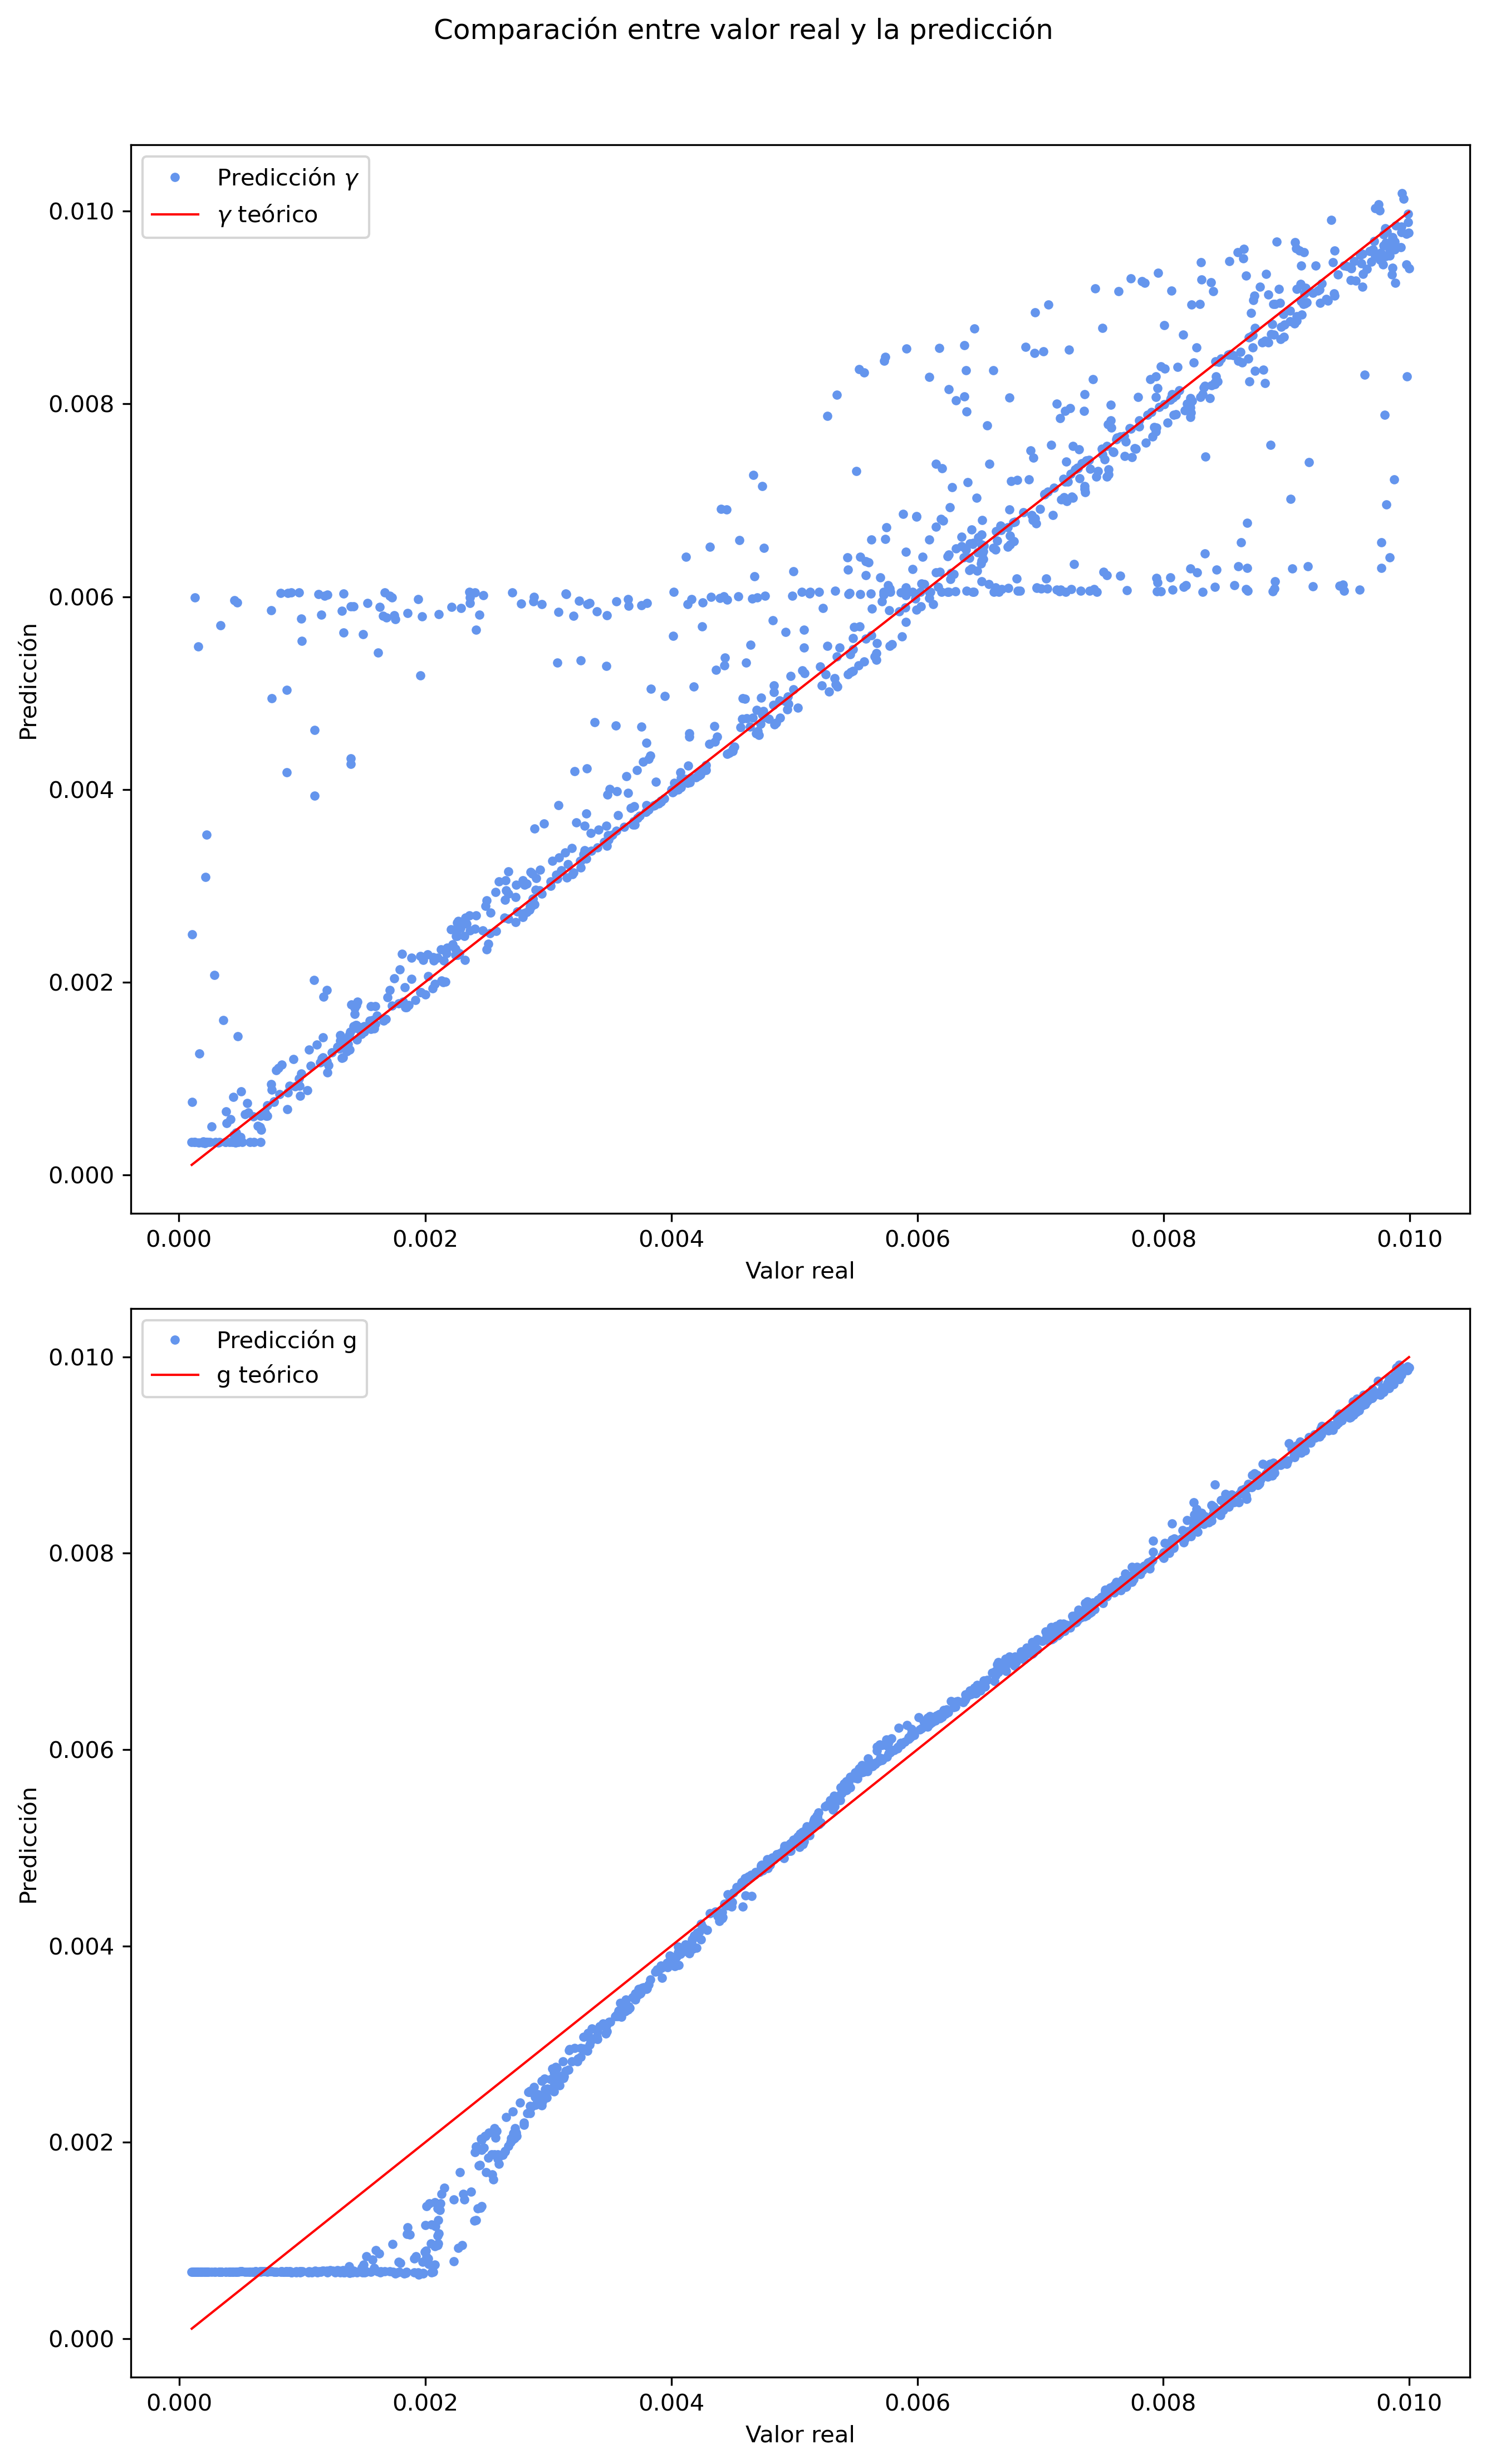 Comparación entre valor real y la predicción
Predicción γ
γ teórico
0.010
0.008
0.006
0.004
0.002
0.000
Predicción
0.000 0.002 0.004 0.006 0.008 0.010
Valor real
Predicción g
g teórico
0.010
0.008
0.006
0.004
0.002
0.000
Predicción
0.000 0.002 0.004 0.006 0.008 0.010
Valor real